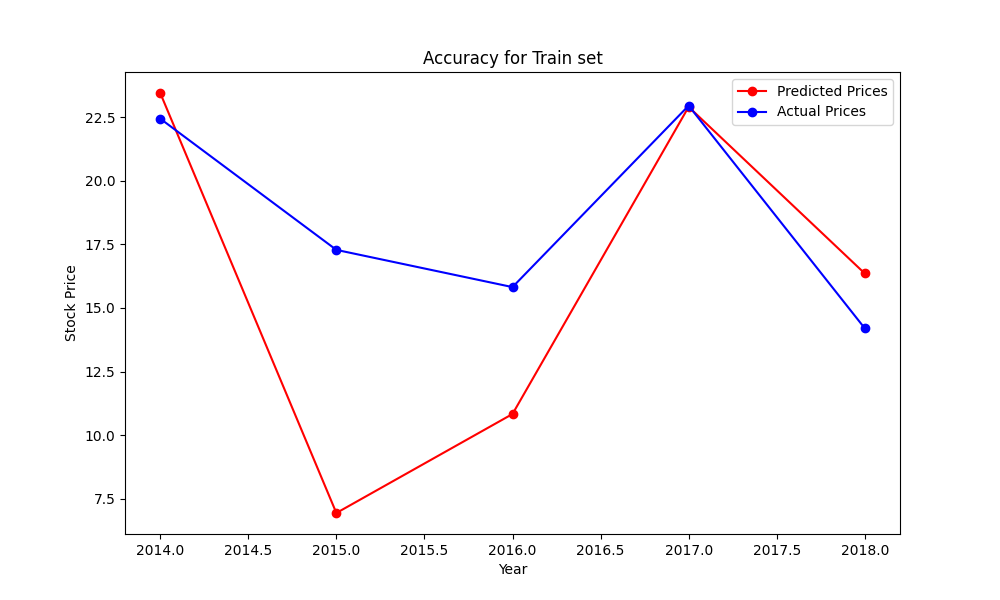 Accuracy for Train set
Predicted Prices
Actual Prices
22.5
20.0
17.5
15.0
12.5
10.0
7.5
Stock Price
2014.0 2014.5 2015.0 2015.5 2016.0 2016.5 2017.0 2017.5 2018.0
Year